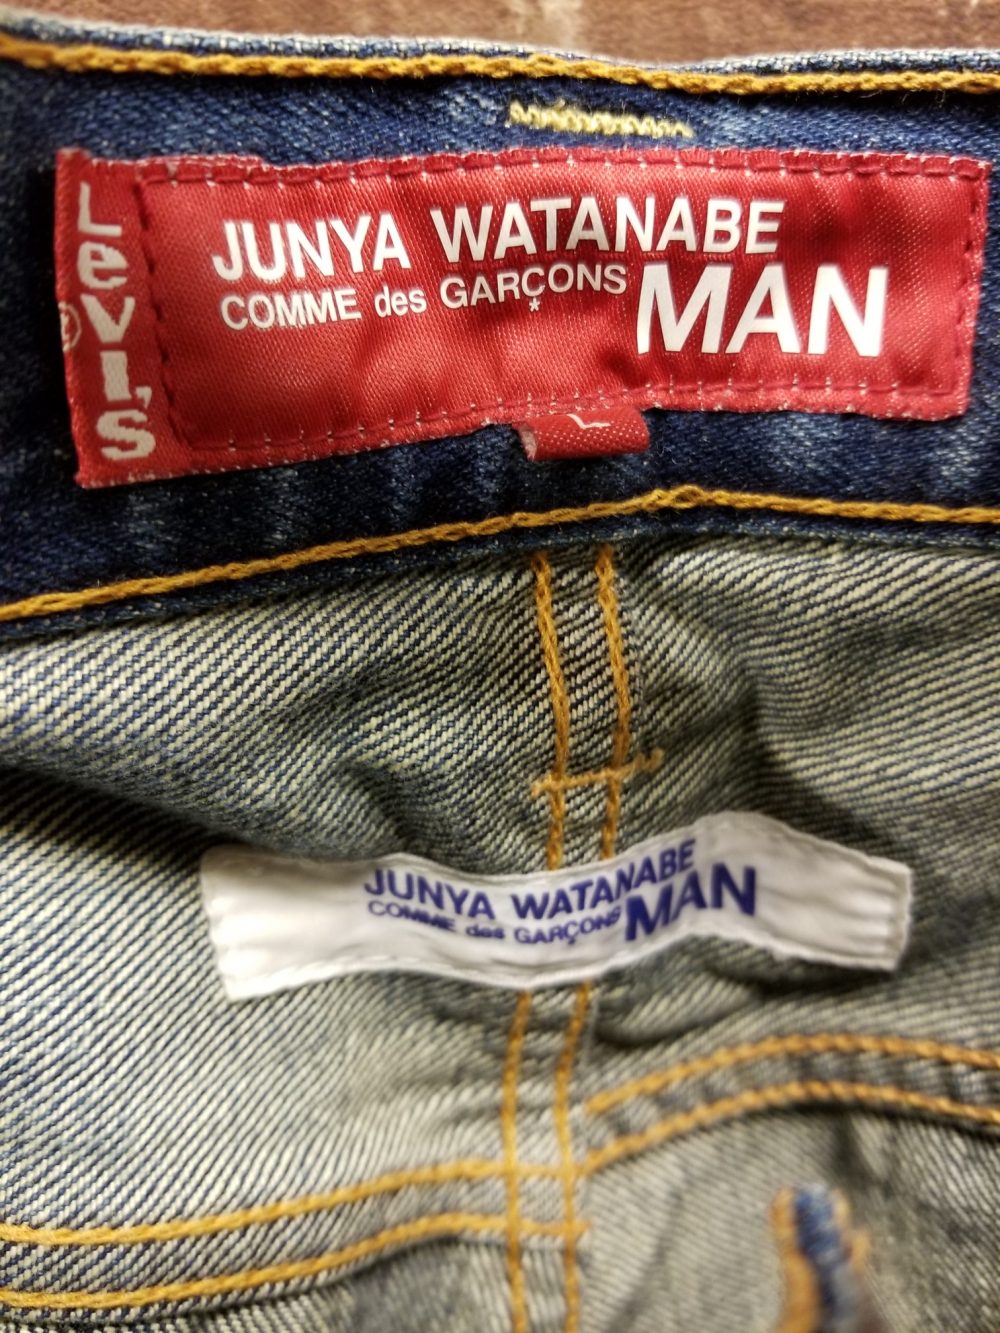 Levi's
®
JUNYA WATANABE
COMME des GARÇONS
*
MAN
L
JUNYA WATANABE
COMME des GARÇONS
MAN